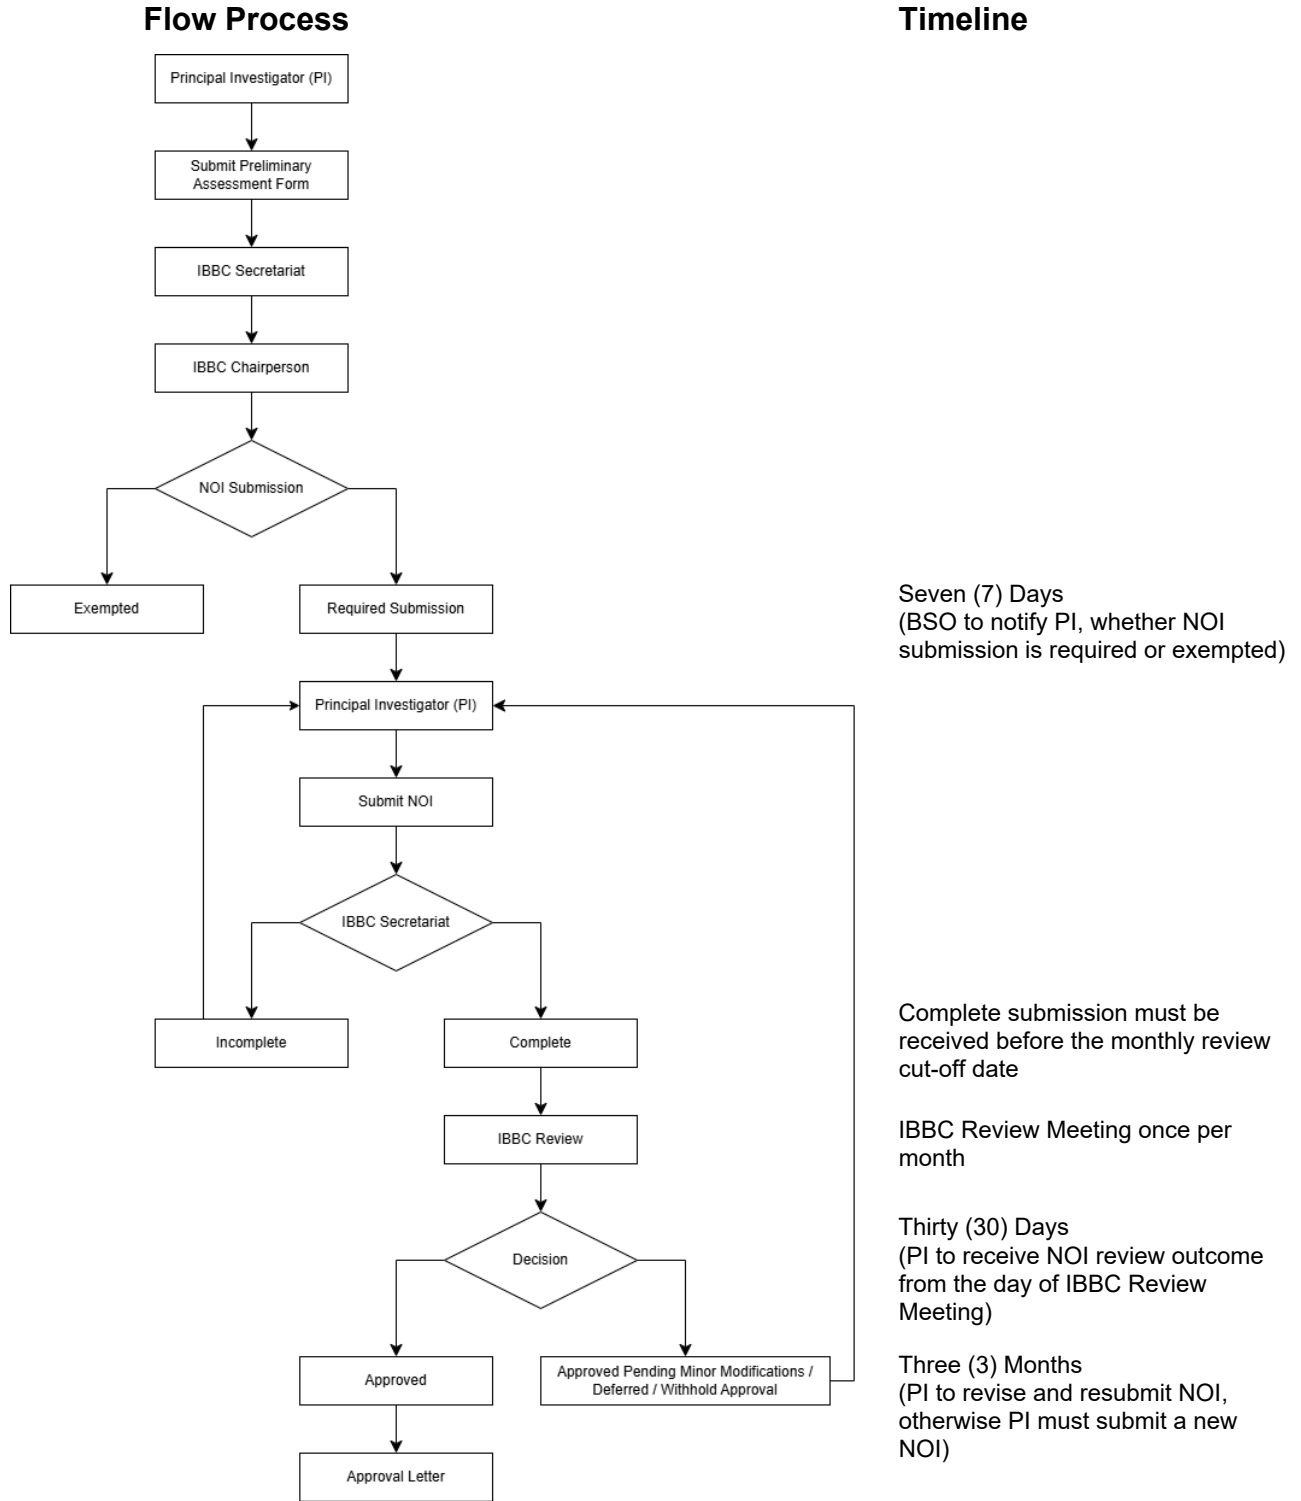 Flow Process
Timeline
Principal Investigator (PI)
Submit Preliminary
Assessment Form
IBBC Secretariat
IBBC Chairperson
NOI Submission
Exempted
Required Submission
Seven (7) Days
(BSO to notify PI, whether NOI
submission is required or exempted)
Principal Investigator (PI)
Submit NOI
IBBC Secretariat
Incomplete
Complete
Complete submission must be
received before the monthly review
cut-off date
IBBC Review
IBBC Review Meeting once per
month
Decision
Thirty (30) Days
(PI to receive NOI review outcome
from the day of IBBC Review
Meeting)
Approved
Approved Pending Minor Modifications /
Deferred / Withhold Approval
Three (3) Months
(PI to revise and resubmit NOI,
otherwise PI must submit a new
NOI)
Approval Letter